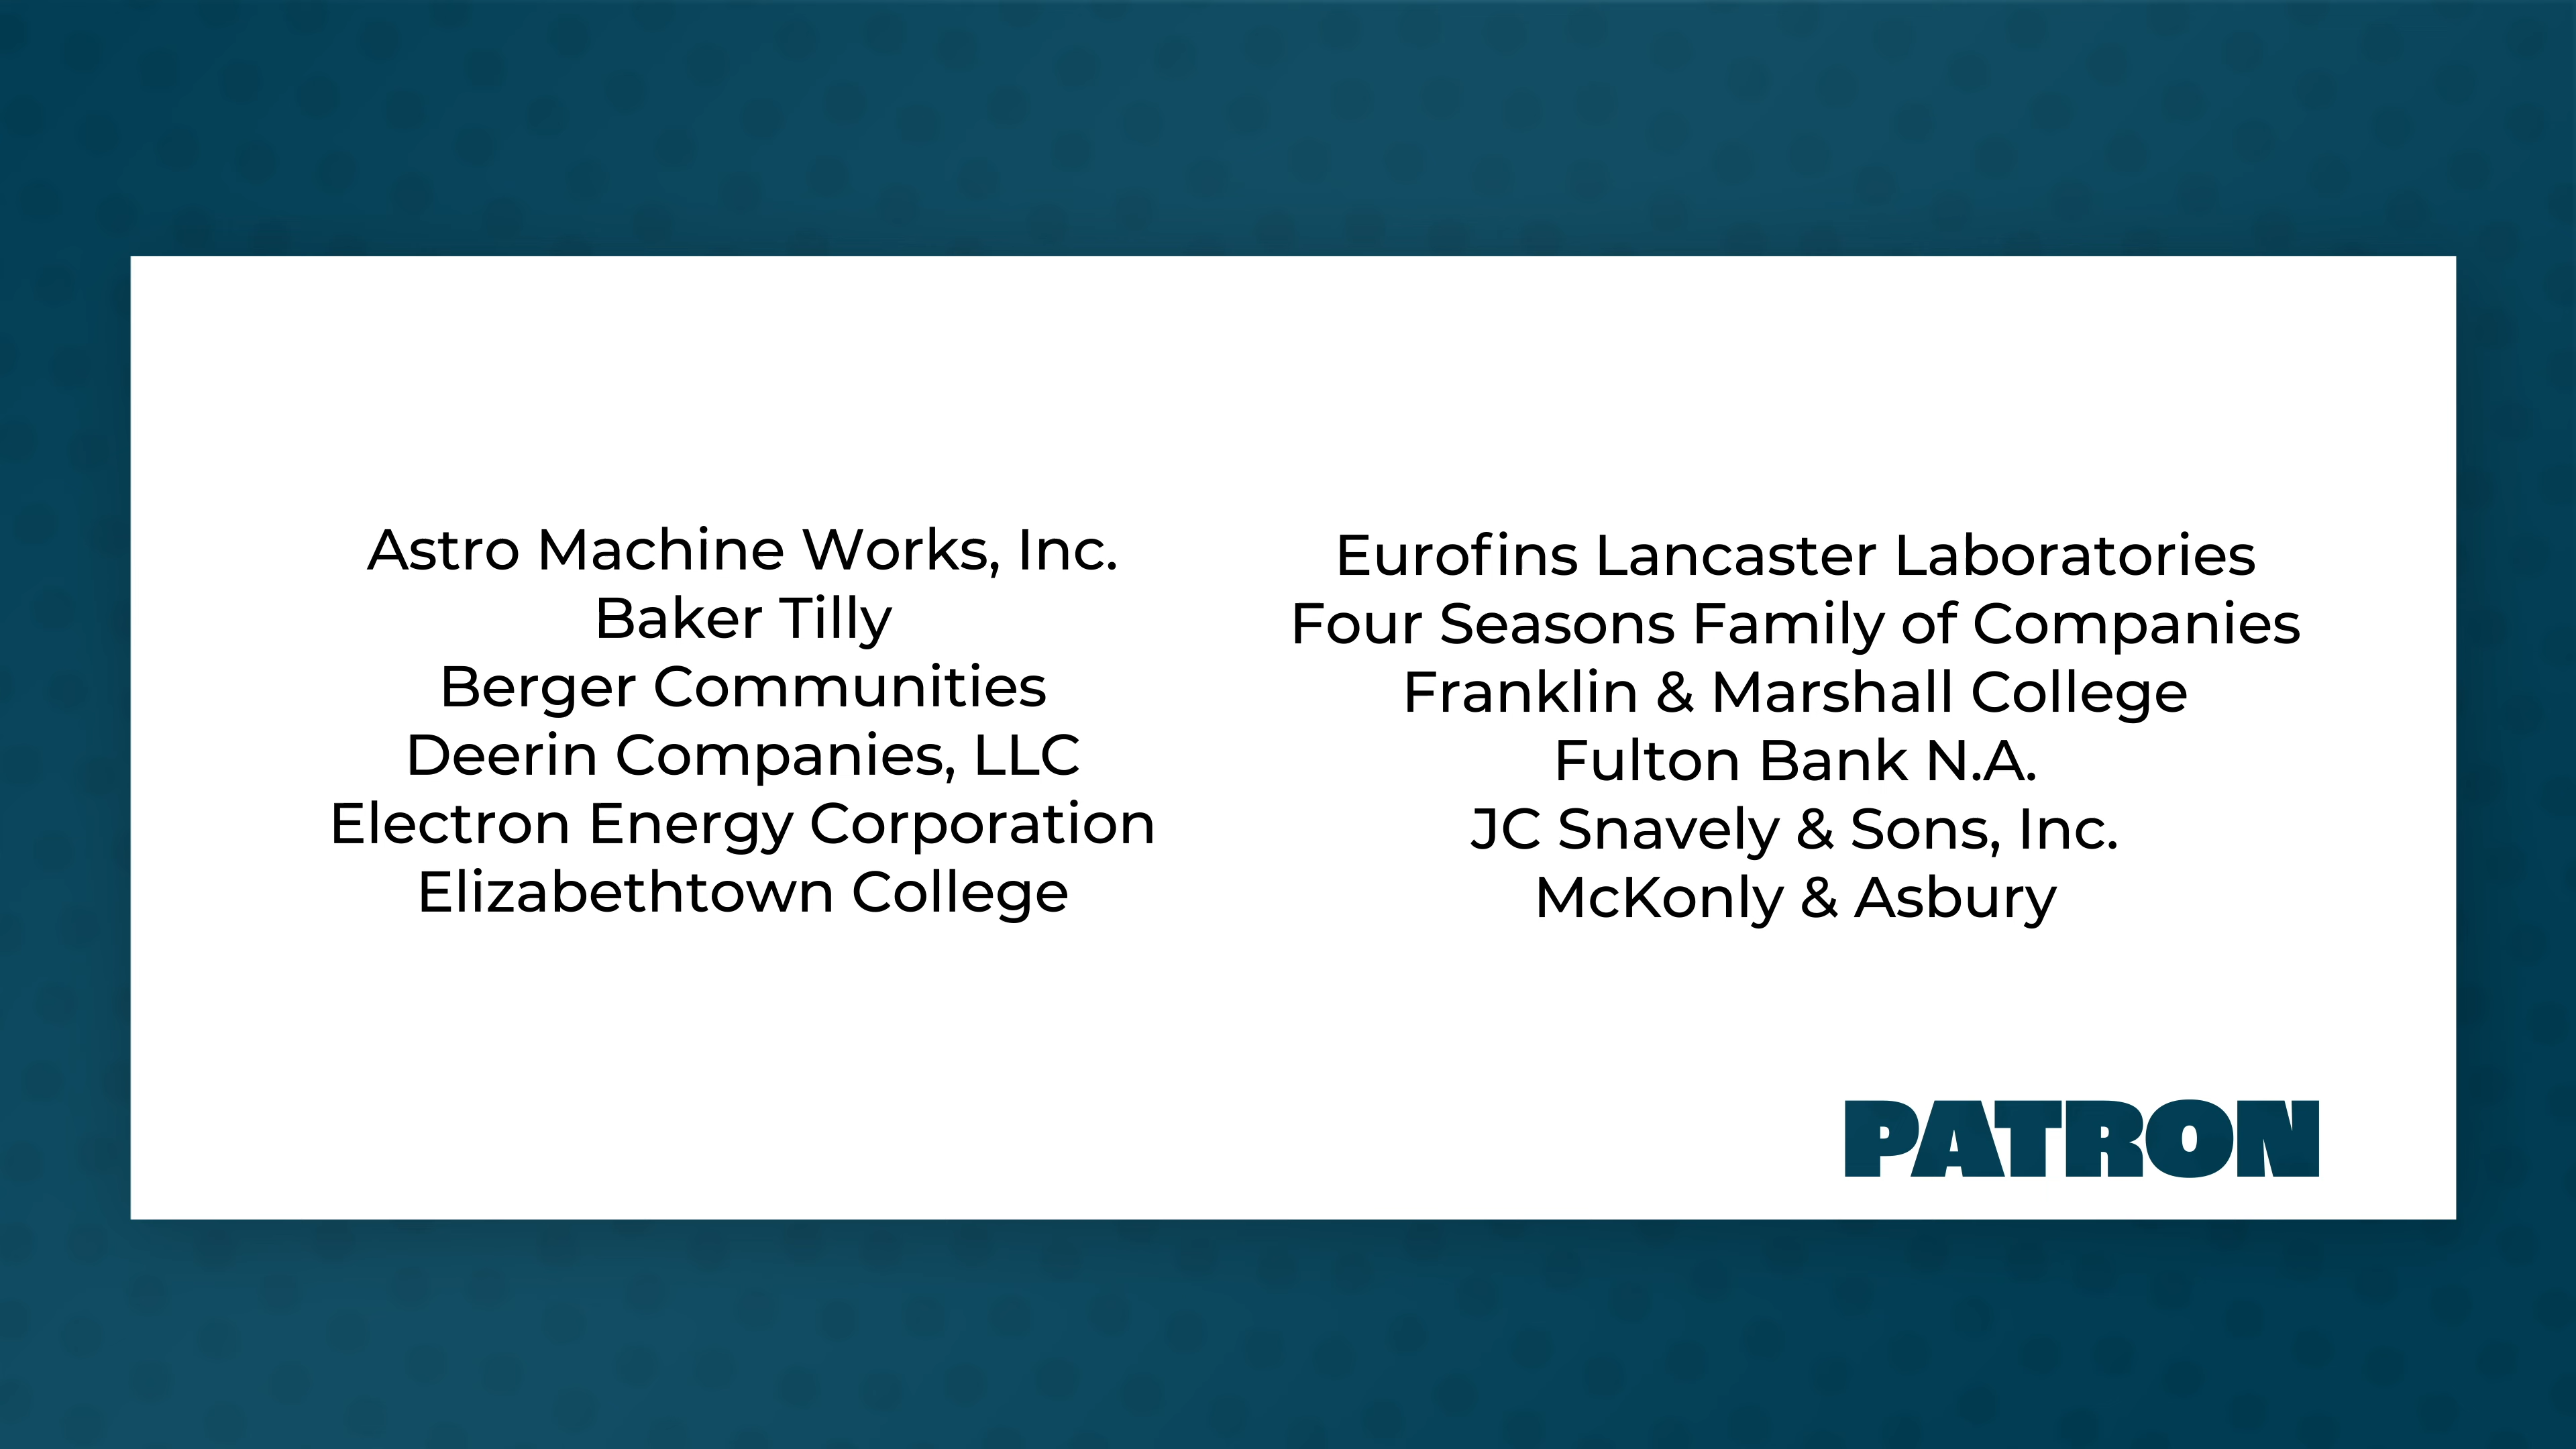 Astro Machine Works, Inc.
Baker Tilly
Berger Communities
Deerin Companies, LLC
Electron Energy Corporation
Elizabethtown College
Eurofins Lancaster Laboratories
Four Seasons Family of Companies
Franklin & Marshall College
Fulton Bank N.A.
JC Snavely & Sons, Inc.
McKonly & Asbury
PATRON